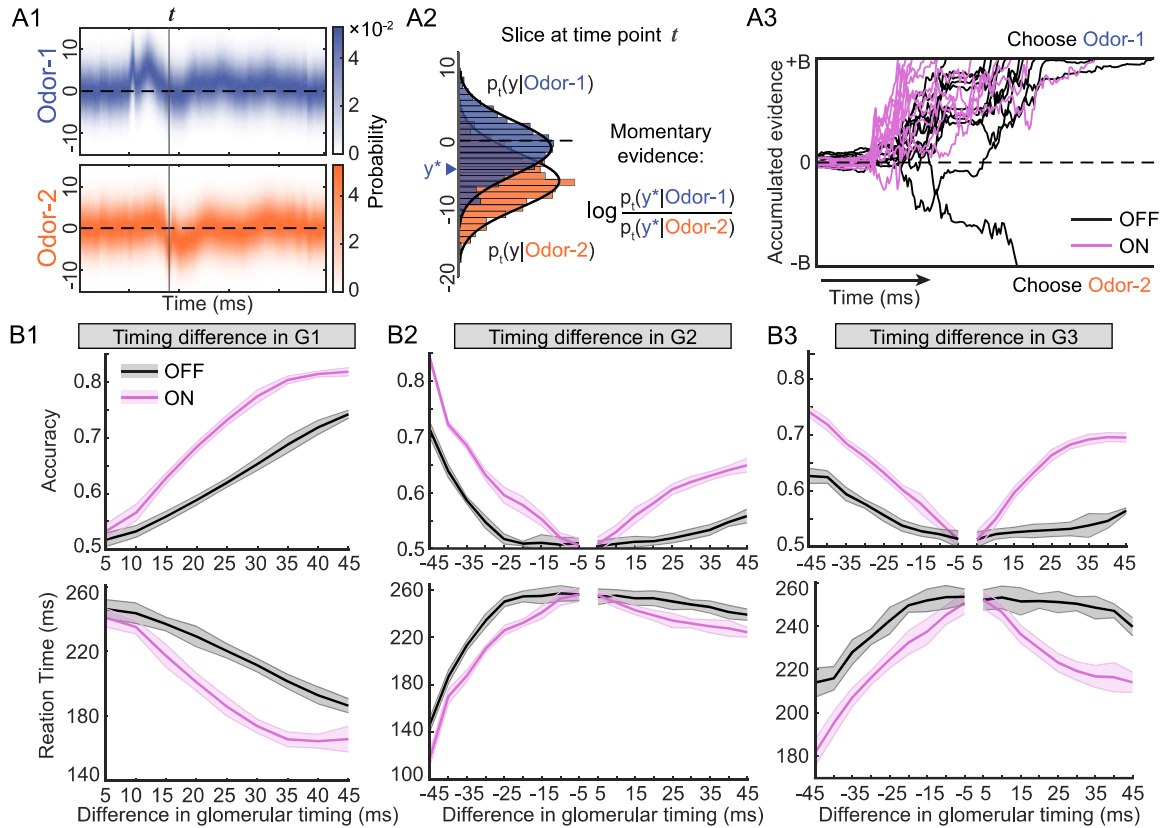 A1
t
Odor-1
10
0
-10
×10⁻²
4
2
0
Odor-2
10
0
-10
4
2
0
Probability
Time (ms)
A2
Slice at time point t
10
0
-10
-20
pt(y|Odor-1)
y*
pt(y|Odor-2)
Momentary
evidence:
log pt(y*|Odor-1)
pt(y*|Odor-2)
A3
Choose Odor-1
+B
0
-B
Accumulated evidence
OFF
ON
Time (ms)
Choose Odor-2
B1
Timing difference in G1
OFF
ON
Accuracy
0.8
0.7
0.6
0.5
5 10 15 20 25 30 35 40 45
Reation Time (ms)
260
220
180
140
5 10 15 20 25 30 35 40 45
Difference in glomerular timing (ms)
B2
Timing difference in G2
0.8
0.7
0.6
0.5
-45 -35 -25 -15 -5 5 15 25 35 45
260
220
180
140
100
-45 -35 -25 -15 -5 5 15 25 35 45
Difference in glomerular timing (ms)
B3
Timing difference in G3
0.8
0.7
0.6
0.5
-45 -35 -25 -15 -5 5 15 25 35 45
260
240
220
200
180
-45 -35 -25 -15 -5 5 15 25 35 45
Difference in glomerular timing (ms)